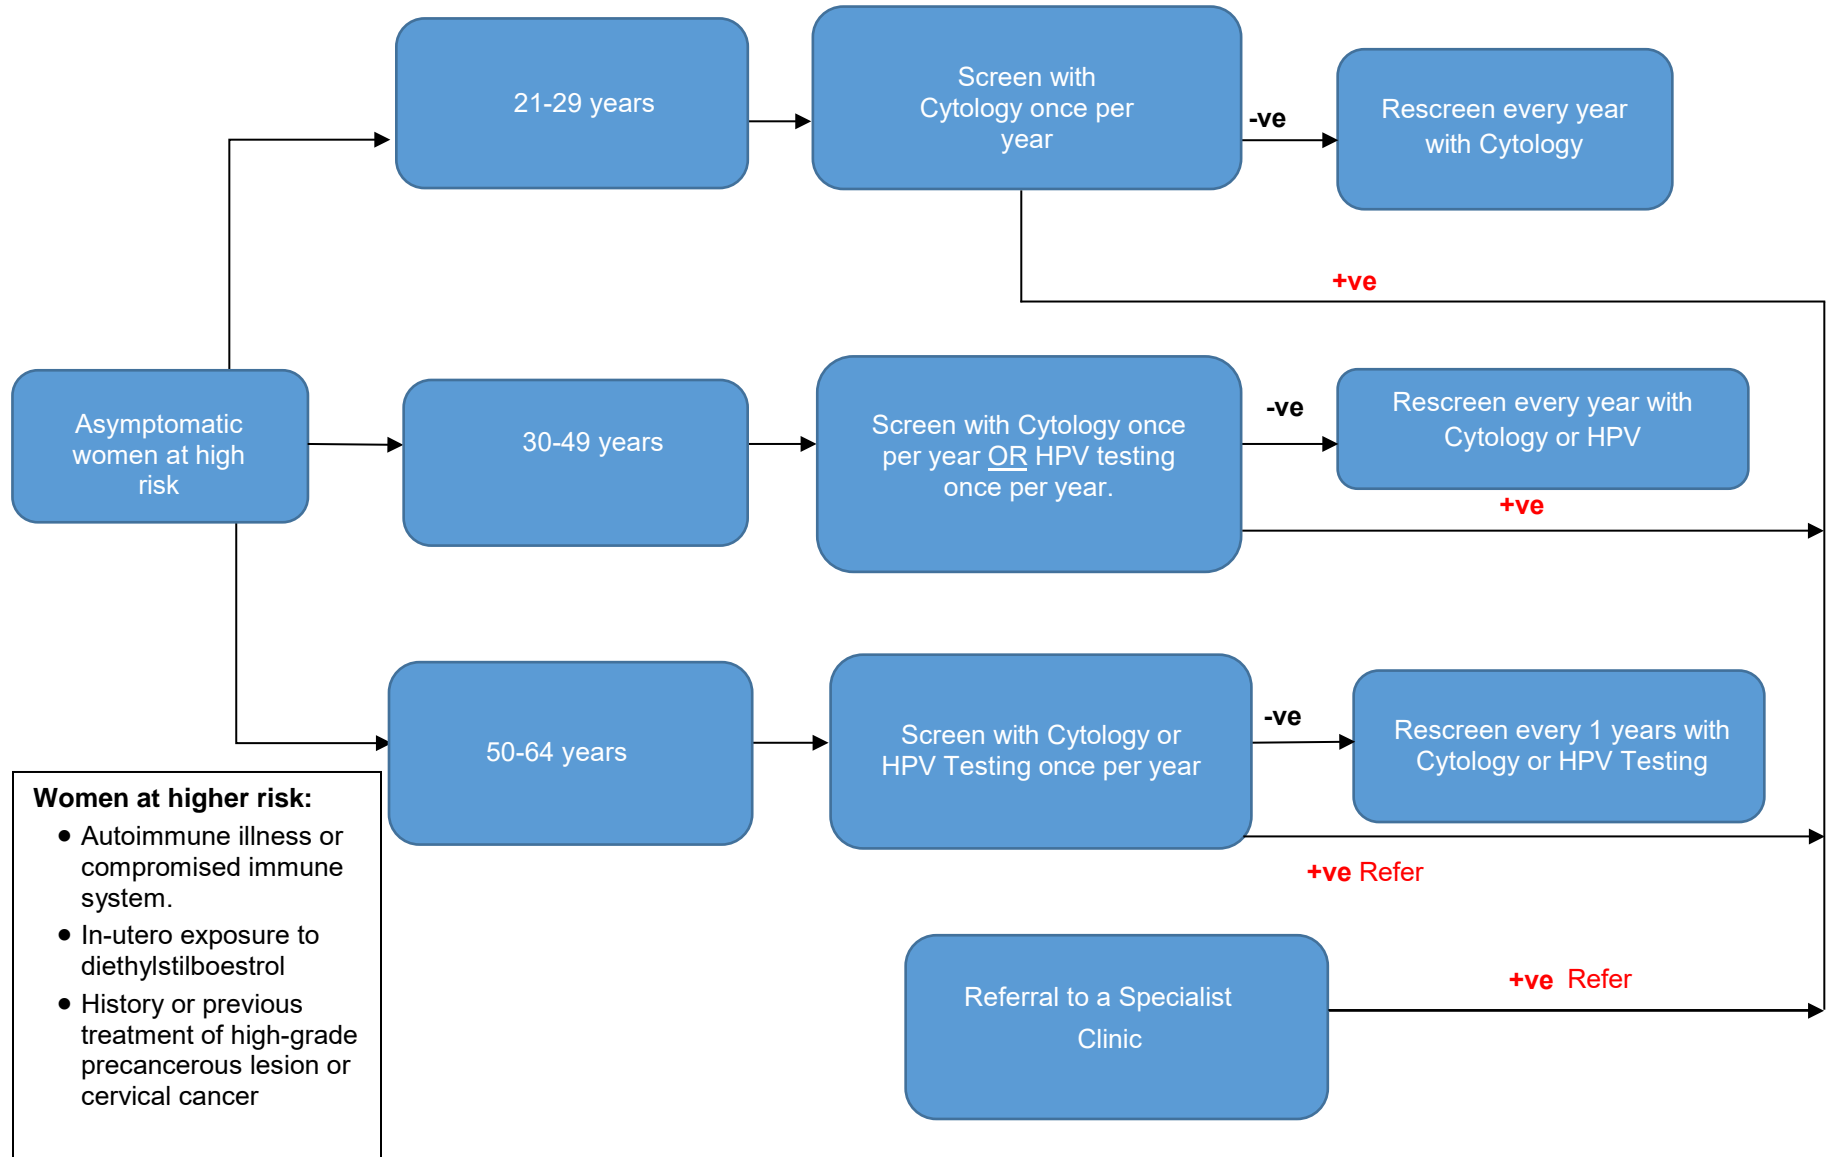 21-29 years
Screen with
Cytology once per
year
-ve
Rescreen every year
with Cytology
+ve
Asymptomatic
women at high
risk
30-49 years
Screen with Cytology once
per year OR HPV testing
once per year.
-ve
Rescreen every year with
Cytology or HPV
+ve
50-64 years
Screen with Cytology or
HPV Testing once per year
-ve
Rescreen every 1 years with
Cytology or HPV Testing
+ve Refer
Women at higher risk:
● Autoimmune illness or
compromised immune
system.
● In-utero exposure to
diethylstilboestrol
● History or previous
treatment of high-grade
precancerous lesion or
cervical cancer
Referral to a Specialist
Clinic
+ve Refer